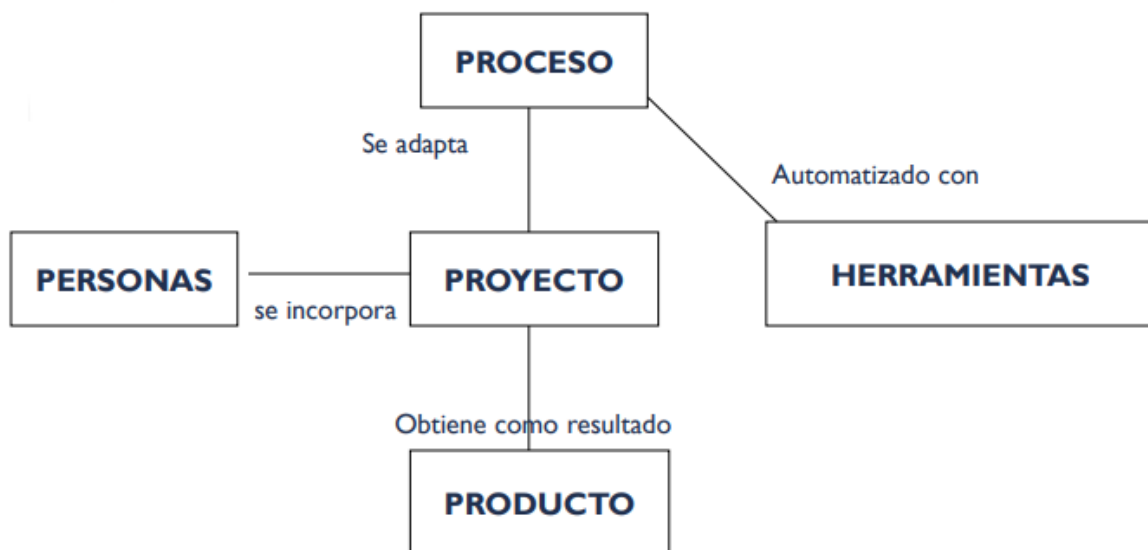 PROCESO
Se adapta
Automatizado con
PERSONAS
se incorpora
PROYECTO
HERRAMIENTAS
Obtiene como resultado
PRODUCTO